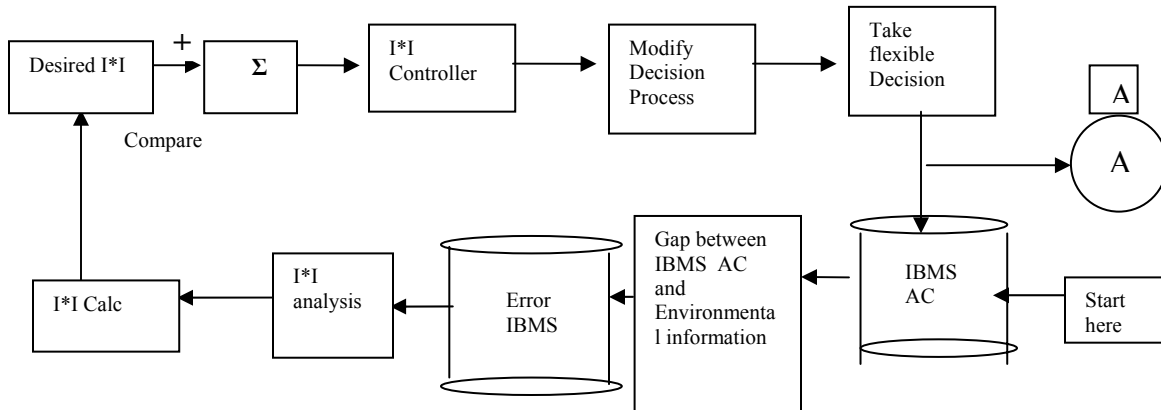 Desired I*I
+
Σ
I*I
Controller
Modify
Decision
Process
Take
flexible
Decision
A
A
Compare
I*I Calc
I*I
analysis
Error
IBMS
Gap between
IBMS AC
and
Environmenta
l information
IBMS
AC
Start
here